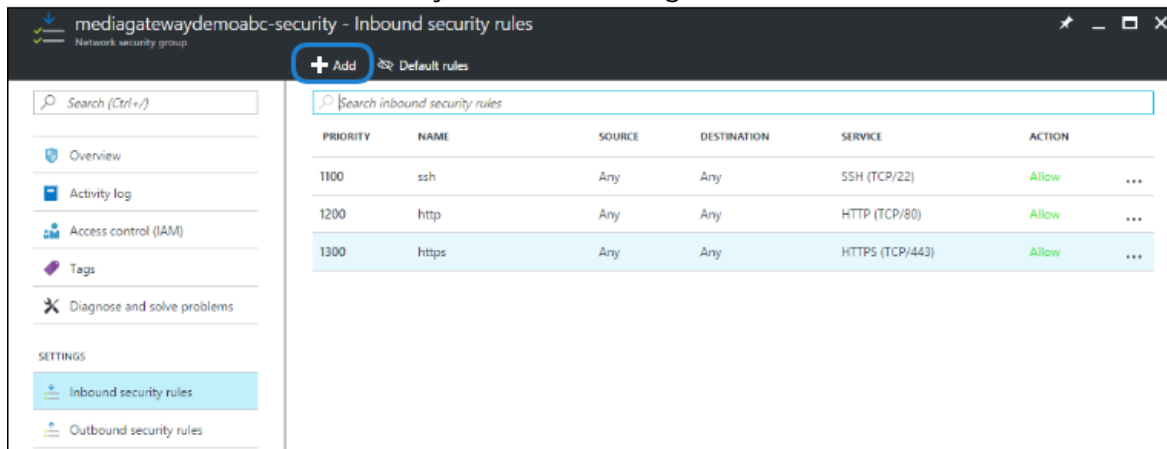 mediagatewaydemoabc-security - Inbound security rules
Network security group
Add Default rules
Search (Ctrl+/)
Search inbound security rules
PRIORITY NAME SOURCE DESTINATION SERVICE ACTION
Overview
1100 ssh Any Any SSH (TCP/22) Allow ...
Activity log
1200 http Any Any HTTP (TCP/80) Allow ...
Access control (IAM)
1300 https Any Any HTTPS (TCP/443) Allow ...
Tags
Diagnose and solve problems
SETTINGS
Inbound security rules
Outbound security rules